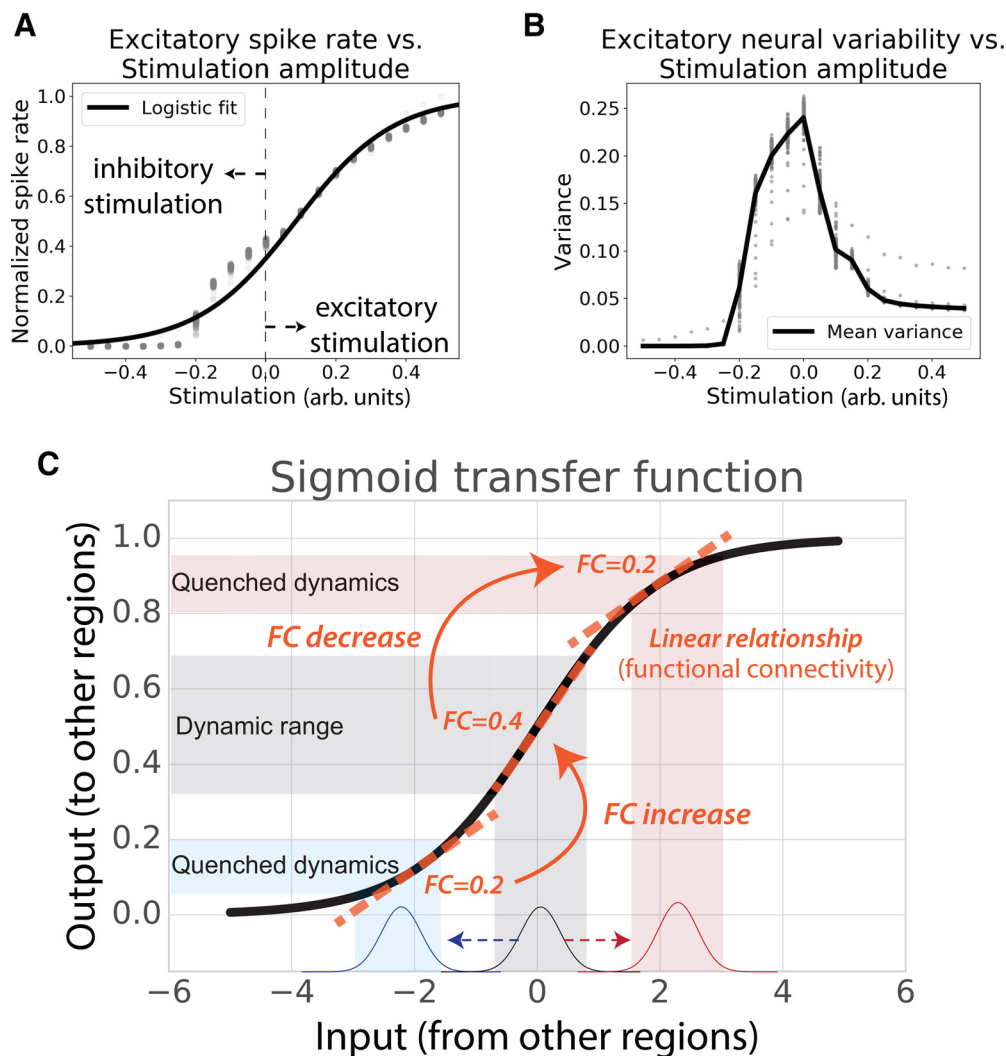 A
Excitatory spike rate vs.
Stimulation amplitude
Normalized spike rate
1.0
0.8
0.6
0.4
0.2
0.0
Logistic fit
inhibitory
stimulation
excitatory
stimulation
−0.4
−0.2
0.0
0.2
0.4
Stimulation (arb. units)
B
Excitatory neural variability vs.
Stimulation amplitude
Variance
0.25
0.20
0.15
0.10
0.05
0.00
Mean variance
−0.4
−0.2
0.0
0.2
0.4
Stimulation (arb. units)
C
Sigmoid transfer function
Output (to other regions)
1.0
0.8
0.6
0.4
0.2
0.0
Quenched dynamics
FC=0.2
FC decrease
Linear relationship
(functional connectivity)
Dynamic range
FC=0.4
FC increase
Quenched dynamics
FC=0.2
−6
−4
−2
0
2
4
6
Input (from other regions)